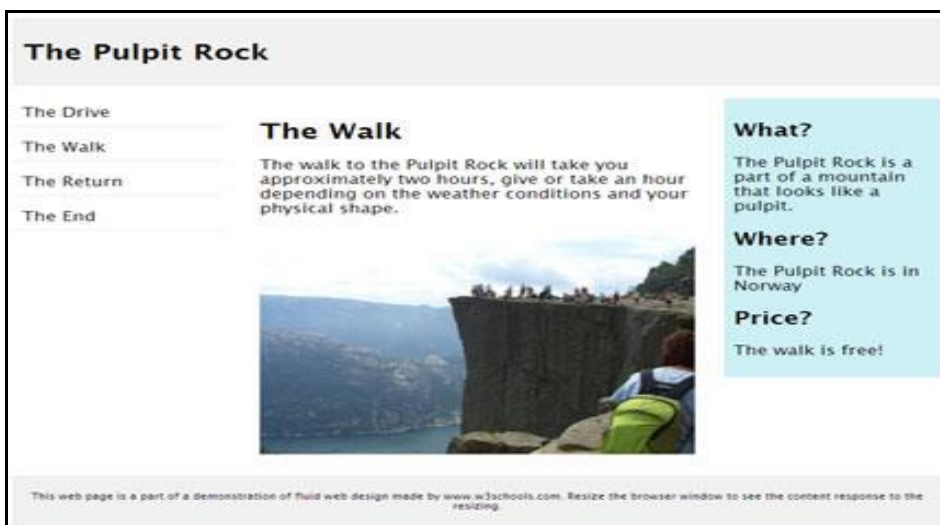 The Pulpit Rock
The Drive
The Walk
The Return
The End
The Walk
The walk to the Pulpit Rock will take you
approximately two hours, give or take an hour
depending on the weather conditions and your
physical shape.
What?
The Pulpit Rock is a
part of a mountain
that looks like a
pulpit.
Where?
The Pulpit Rock is in
Norway
Price?
The walk is free!
This web page is a part of a demonstration of fluid web design made by www.w3schools.com. Resize the browser window to see the content response to the
resizing.